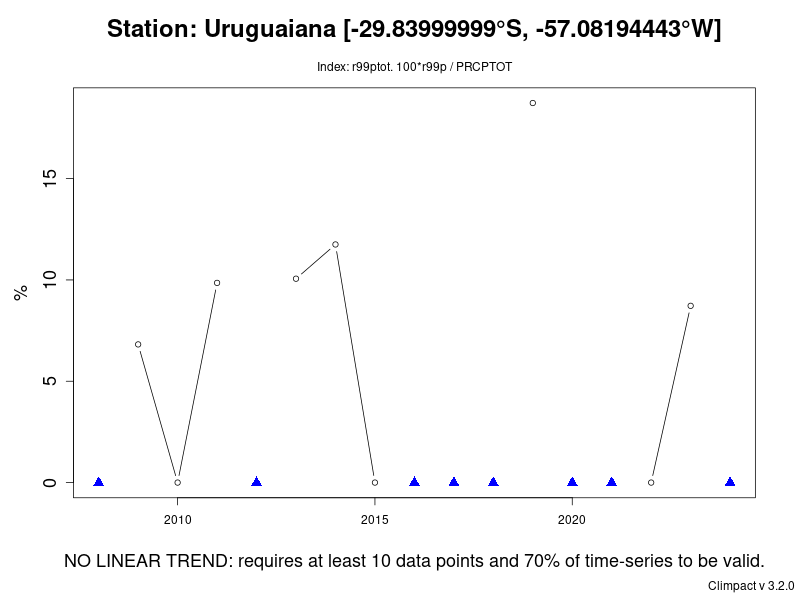 Station: Uruguaiana [-29.83999999°S, -57.08194443°W]
Index: r99ptot. 100*r99p / PRCPTOT
15
10
5
0
%
2010 2015 2020
NO LINEAR TREND: requires at least 10 data points and 70% of time-series to be valid.
Climpact v 3.2.0